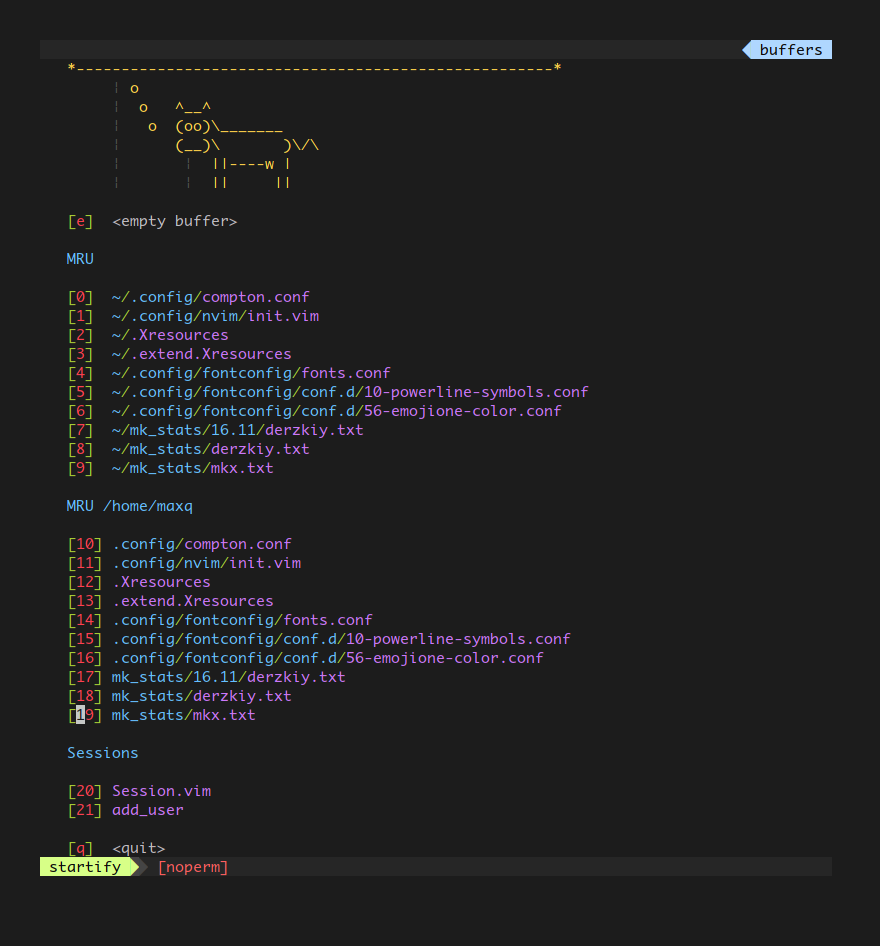 buffers
*-----------------------------------------------------*
¦ o
¦  o   ^__^
¦   o  (oo)\_______
¦      (__)\       )\/\
¦       ¦  ||----w |
¦       ¦  ||     ||
[e]  <empty buffer>
MRU
[0]  ~/.config/compton.conf
[1]  ~/.config/nvim/init.vim
[2]  ~/.Xresources
[3]  ~/.extend.Xresources
[4]  ~/.config/fontconfig/fonts.conf
[5]  ~/.config/fontconfig/conf.d/10-powerline-symbols.conf
[6]  ~/.config/fontconfig/conf.d/56-emojione-color.conf
[7]  ~/mk_stats/16.11/derzkiy.txt
[8]  ~/mk_stats/derzkiy.txt
[9]  ~/mk_stats/mkx.txt
MRU /home/maxq
[10] .config/compton.conf
[11] .config/nvim/init.vim
[12] .Xresources
[13] .extend.Xresources
[14] .config/fontconfig/fonts.conf
[15] .config/fontconfig/conf.d/10-powerline-symbols.conf
[16] .config/fontconfig/conf.d/56-emojione-color.conf
[17] mk_stats/16.11/derzkiy.txt
[18] mk_stats/derzkiy.txt
[19] mk_stats/mkx.txt
Sessions
[20] Session.vim
[21] add_user
[q]  <quit>
startify [noperm]